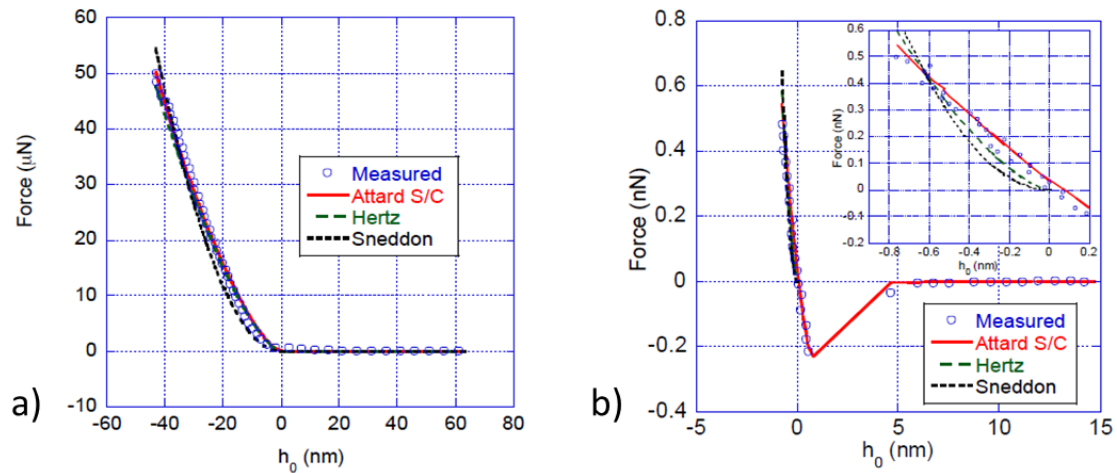 60
50
40
30
20
10
0
-10
Force (μN)
Measured
Attard S/C
Hertz
Sneddon
-60 -40 -20 0 20 40 60 80
h0 (nm)
a)
0.8
0.6
0.4
0.2
0
-0.2
-0.4
Force (nN)
0.6
0.5
0.4
0.3
0.2
0.1
0
-0.1
-0.2
Force (nN)
-0.8 -0.6 -0.4 -0.2 0 0.2
h0 (nm)
Measured
Attard S/C
Hertz
Sneddon
-5 0 5 10 15
h0 (nm)
b)